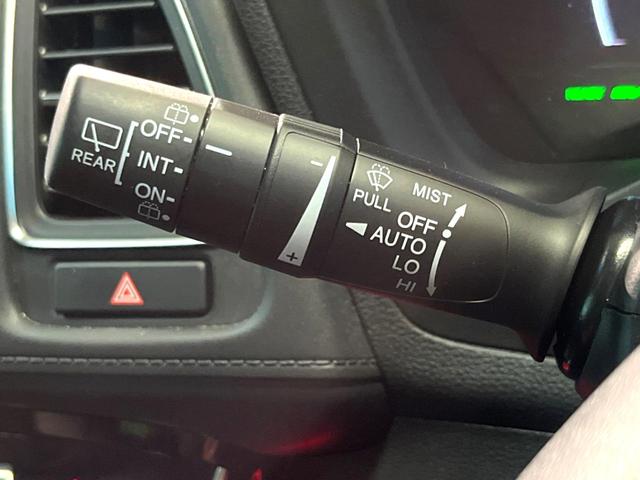 REAR
OFF
INT
ON
−
+
PULL
MIST
OFF
AUTO
LO
HI